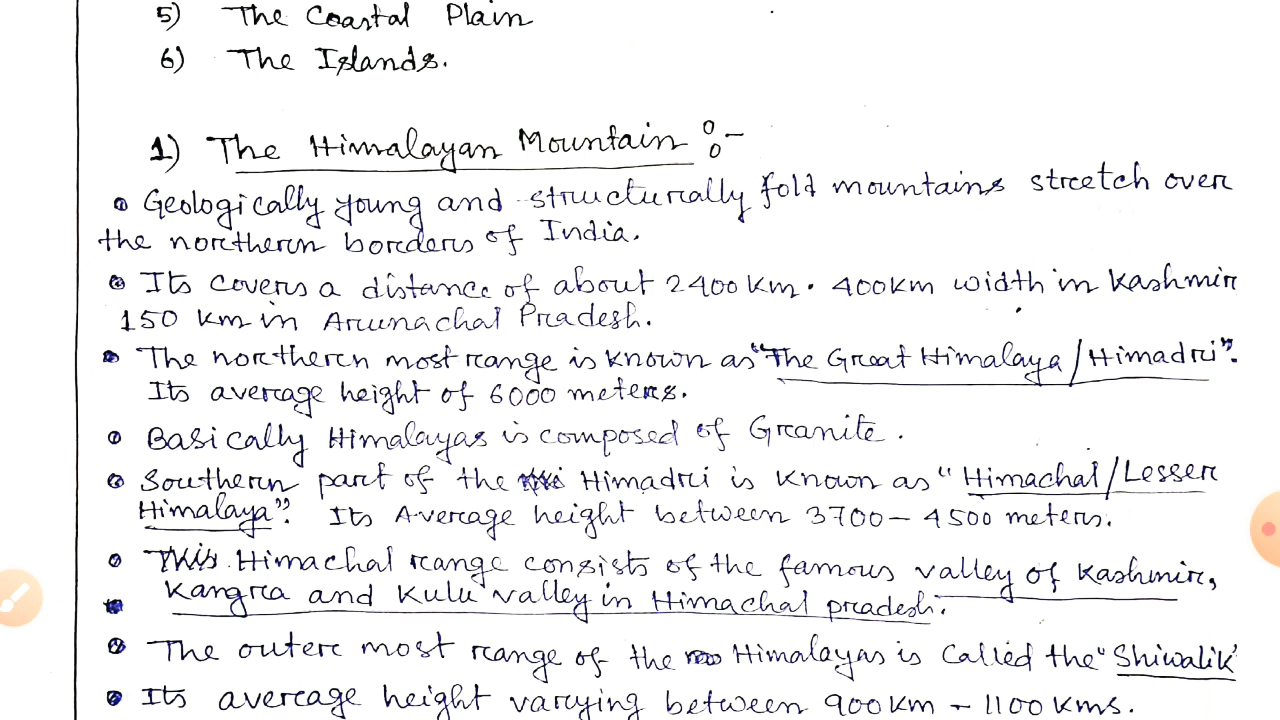 5) The Coastal Plain
6) The Islands.
1) The Himalayan Mountain :-
Geologically young and structurally fold mountains stretch over
the northern borders of India.
Its covers a distance of about 2400 Km. 400Km width in Kashmir
150 Km in Arunachal Pradesh.
The northern most range is known as "The Great Himalaya/Himadri".
Its average height of 6000 meters.
Basically Himalayas is composed of Granite.
Southern part of the Himadri is known as "Himachal/Lesser
Himalaya". Its Average height between 3700-4500 meters.
This Himachal range consists of the famous valley of Kashmir,
Kangra and Kulu valley in Himachal pradesh.
The outer most range of the Himalayas is called the "Shiwalik"
Its average height varying between 900 Km - 1100 Kms.